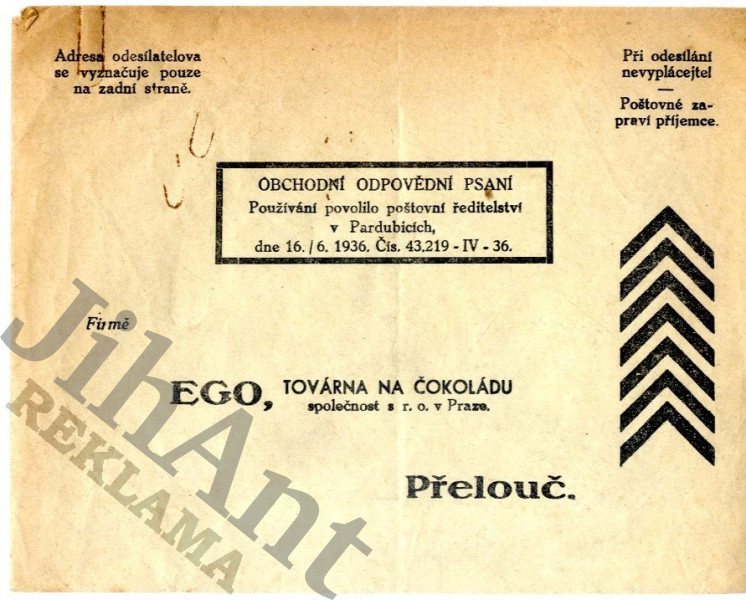 Adresa odesílatelova
se vyznačuje pouze
na zadní straně.
Při odesílání
nevyplácejte!
Poštovné za-
praví příjemce.
OBCHODNÍ ODPOVĚDNÍ PSANÍ
Používání povolilo poštovní ředitelství
v Pardubicích,
dne 16./6. 1936. Čís. 43.219 - IV - 36.
Firmě
EGO, TOVÁRNA NA ČOKOLÁDU
společnost s r. o. v Praze.
Přelouč.
JihAnt
REKLAMA